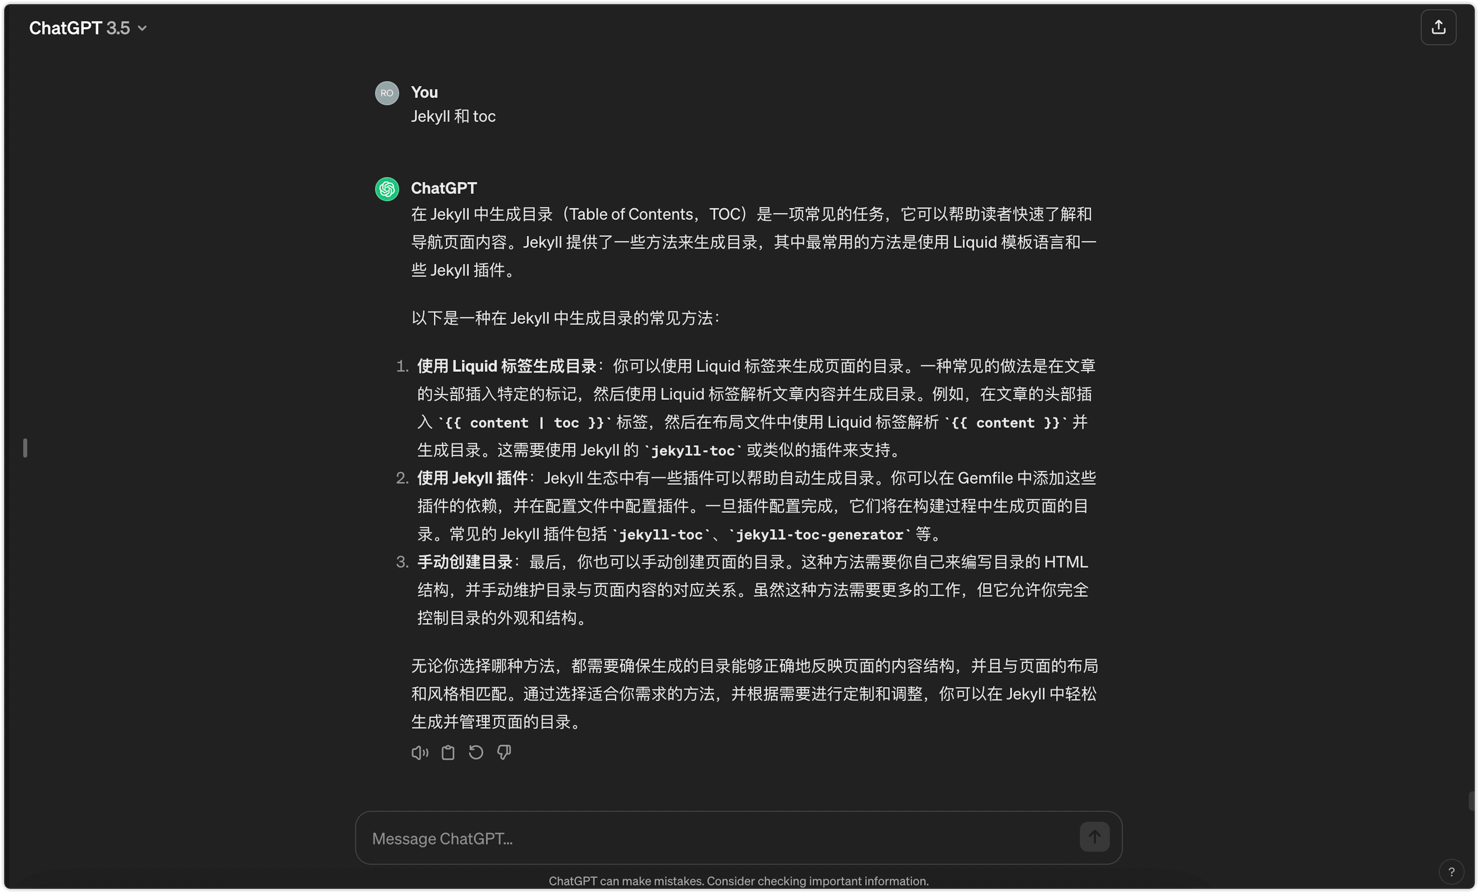 ChatGPT 3.5
RO
You
Jekyll 和 toc
ChatGPT
在 Jekyll 中生成目录（Table of Contents，TOC）是一项常见的任务，它可以帮助读者快速了解和
导航页面内容。Jekyll 提供了一些方法来生成目录，其中最常用的方法是使用 Liquid 模板语言和一
些 Jekyll 插件。
以下是一种在 Jekyll 中生成目录的常见方法：
1. 使用 Liquid 标签生成目录：你可以使用 Liquid 标签来生成页面的目录。一种常见的做法是在文章
的头部插入特定的标记，然后使用 Liquid 标签解析文章内容并生成目录。例如，在文章的头部插
入 `{{ content | toc }}` 标签，然后在布局文件中使用 Liquid 标签解析 `{{ content }}` 并
生成目录。这需要使用 Jekyll 的 `jekyll-toc` 或类似的插件来支持。
2. 使用 Jekyll 插件：Jekyll 生态中有一些插件可以帮助自动生成目录。你可以在 Gemfile 中添加这些
插件的依赖，并在配置文件中配置插件。一旦插件配置完成，它们将在构建过程中生成页面的目
录。常见的 Jekyll 插件包括 `jekyll-toc`、`jekyll-toc-generator` 等。
3. 手动创建目录：最后，你也可以手动创建页面的目录。这种方法需要你自己来编写目录的 HTML
结构，并手动维护目录与页面内容的对应关系。虽然这种方法需要更多的工作，但它允许你完全
控制目录的外观和结构。
无论你选择哪种方法，都需要确保生成的目录能够正确地反映页面的内容结构，并且与页面的布局
和风格相匹配。通过选择适合你需求的方法，并根据需要进行定制和调整，你可以在 Jekyll 中轻松
生成并管理页面的目录。
Message ChatGPT...
ChatGPT can make mistakes. Consider checking important information.
?